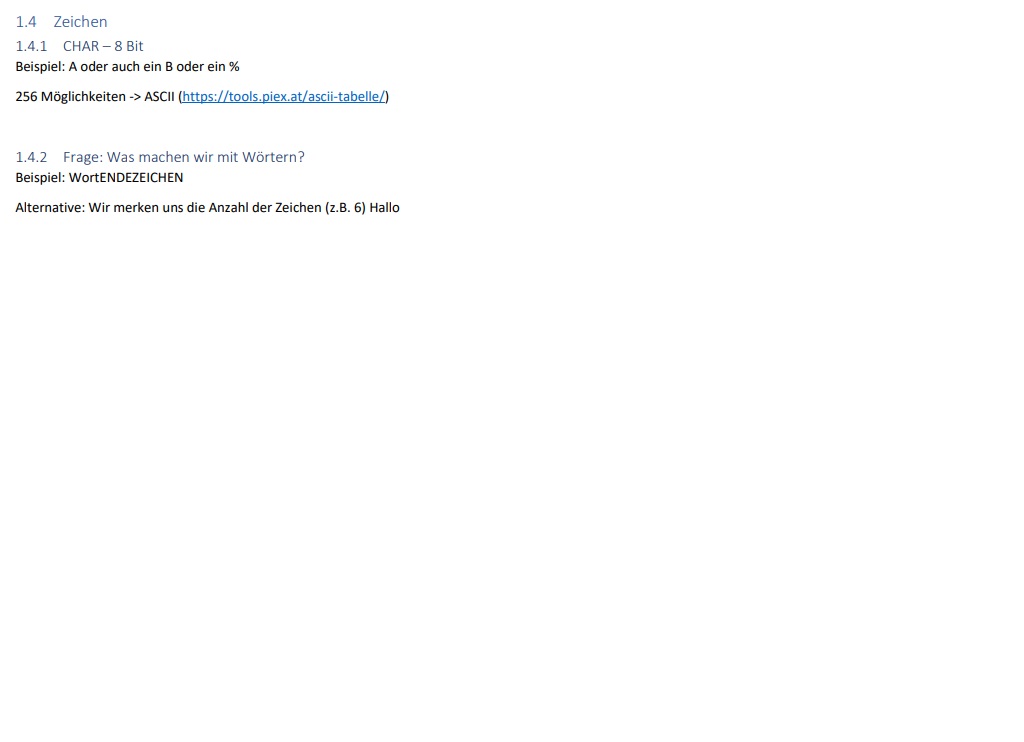 1.4 Zeichen
1.4.1 CHAR – 8 Bit
Beispiel: A oder auch ein B oder ein %
256 Möglichkeiten -> ASCII (https://tools.piex.at/ascii-tabelle/)
1.4.2 Frage: Was machen wir mit Wörtern?
Beispiel: WortENDEZEICHEN
Alternative: Wir merken uns die Anzahl der Zeichen (z.B. 6) Hallo